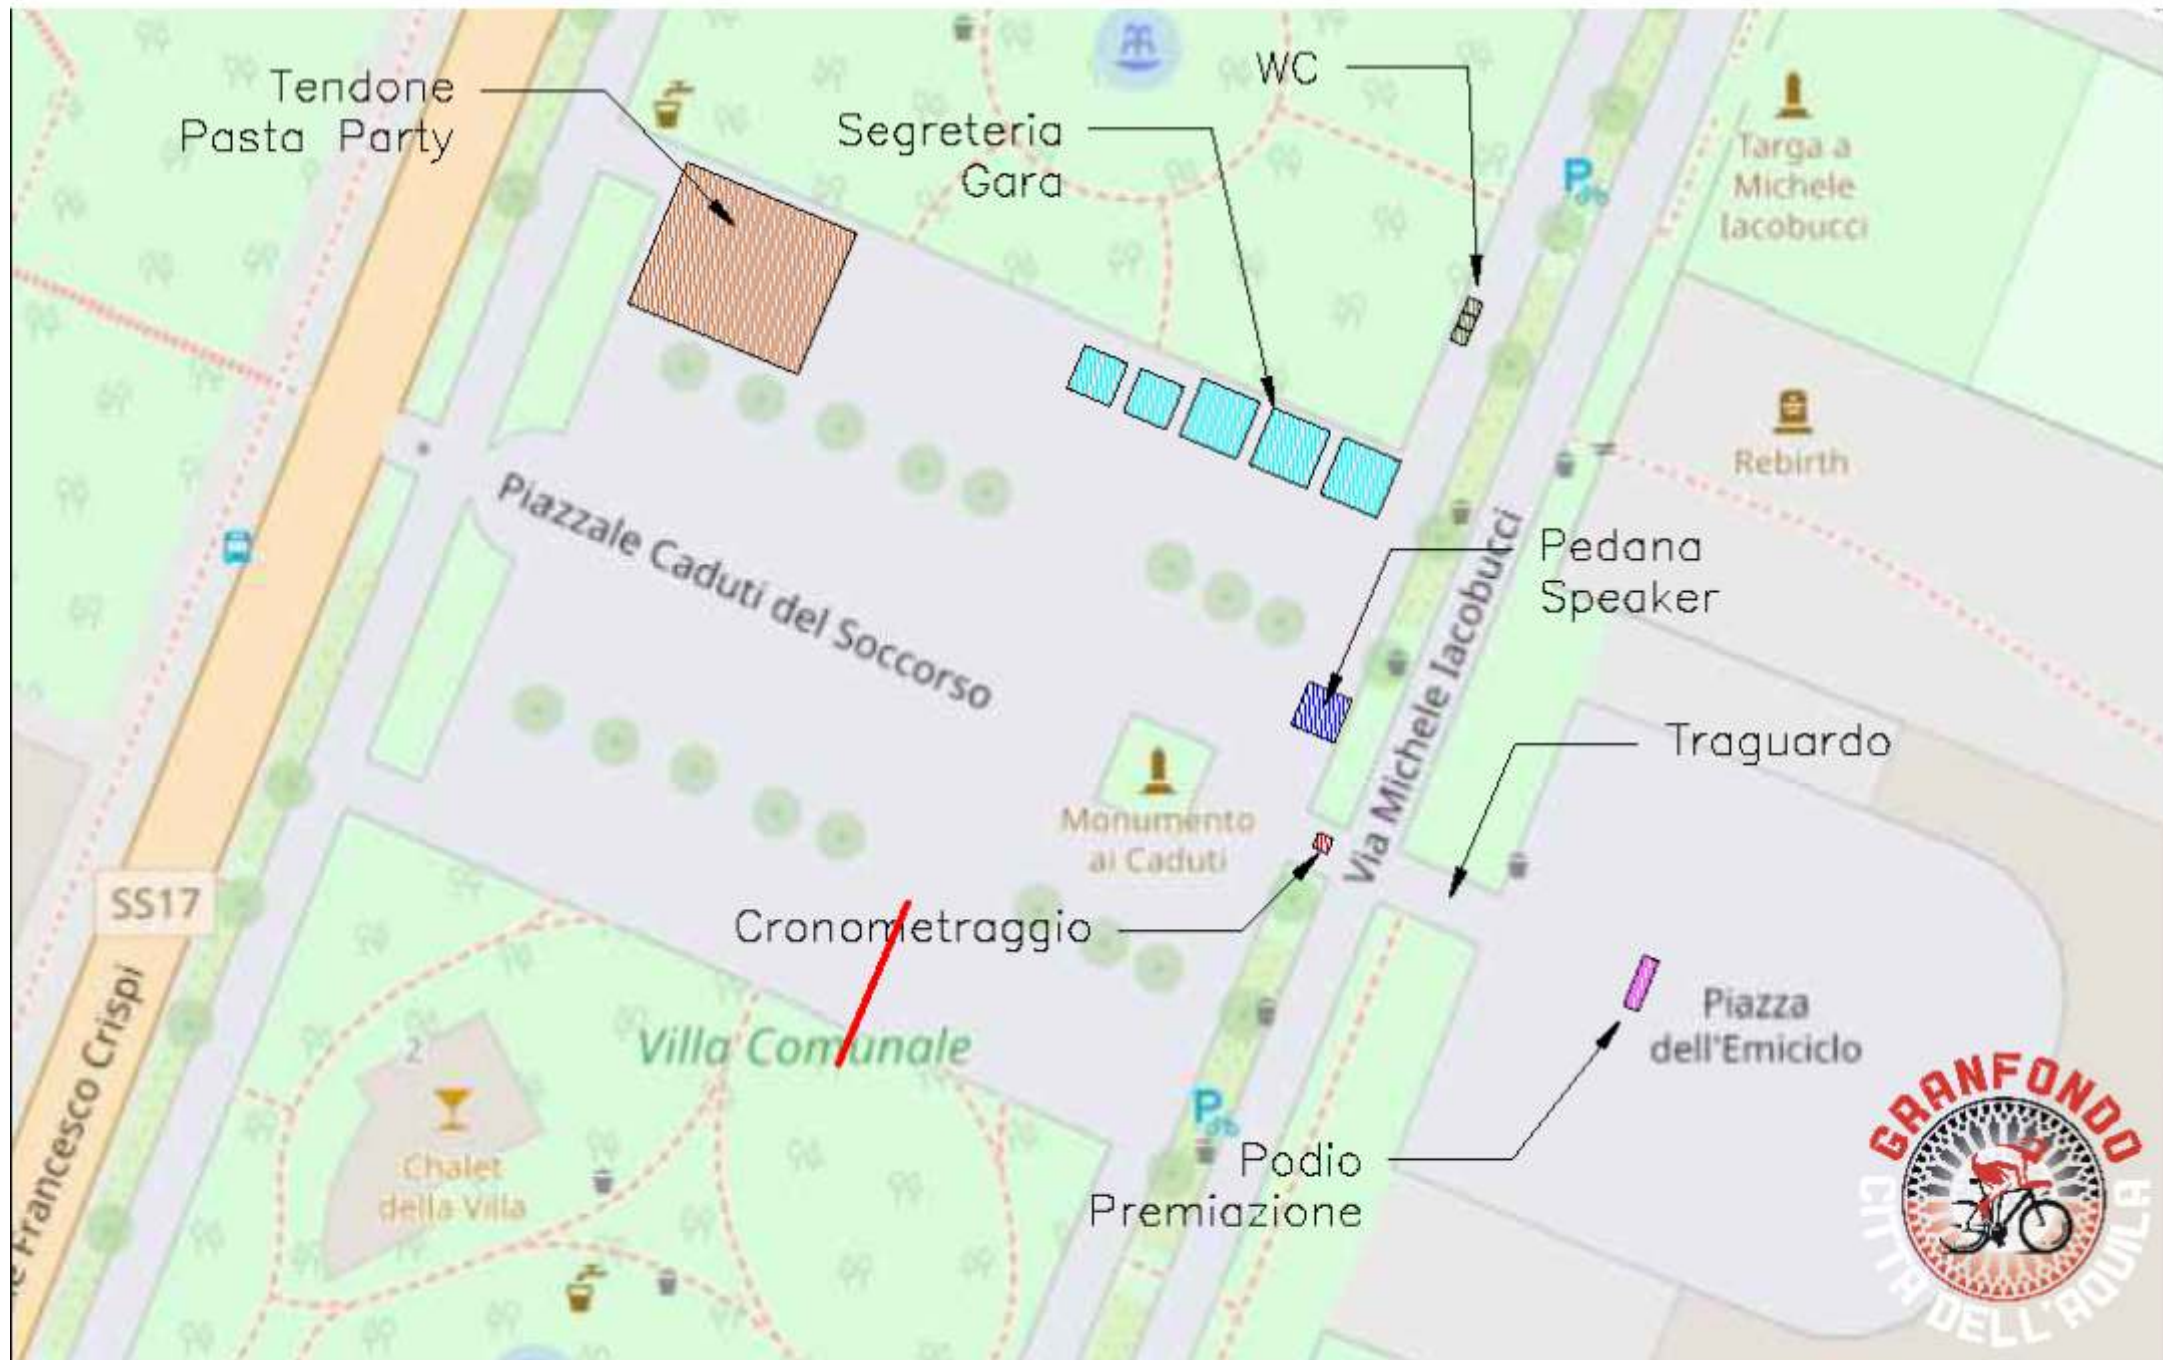 Tendone
Pasta Party
Segreteria
Gara
WC
P
Targa a
Michele
Iacobucci
Rebirth
Piazzale Caduti del Soccorso
Pedana
Speaker
Via Michele Iacobucci
Traguardo
Monumento
ai Caduti
Cronometraggio
SS17
Francesco Crispi
Villa Comunale
2
Piazza
dell'Emiciclo
Chalet
della Villa
P
Podio
Premiazione
GRANFONDO
CITTÀ DELL'AQUILA